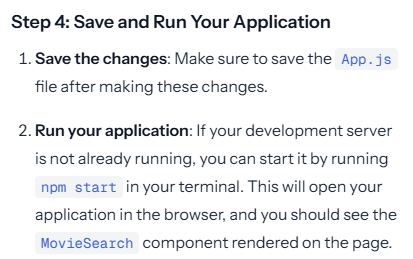 Step 4: Save and Run Your Application
1. Save the changes: Make sure to save the App.js
file after making these changes.
2. Run your application: If your development server
is not already running, you can start it by running
npm start in your terminal. This will open your
application in the browser, and you should see the
MovieSearch component rendered on the page.